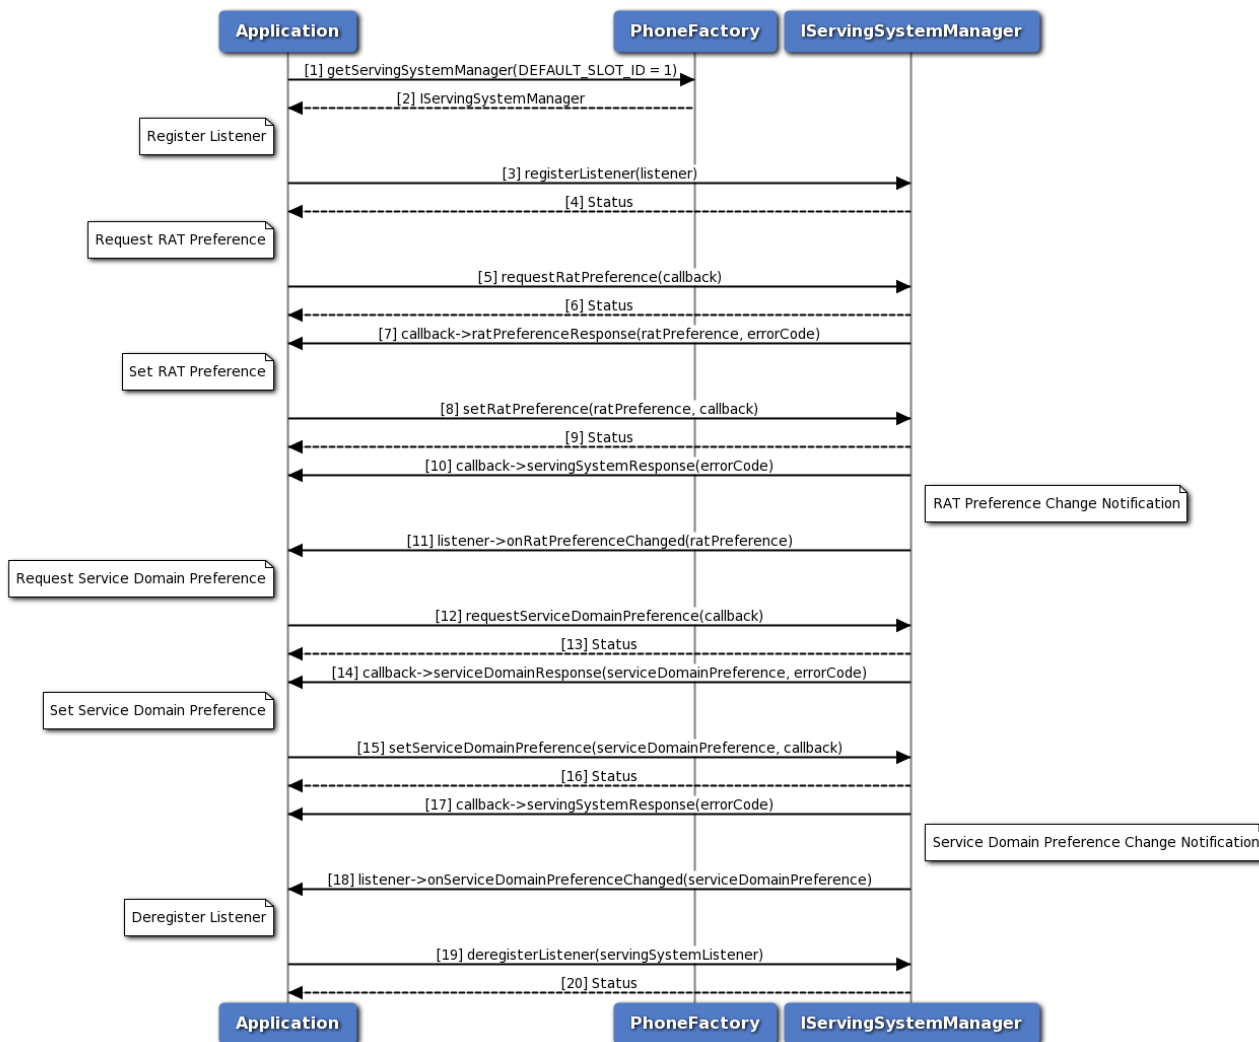 Application
PhoneFactory
IServingSystemManager
[1] getServingSystemManager(DEFAULT_SLOT_ID = 1)
[2] IServingSystemManager
Register Listener
[3] registerListener(listener)
[4] Status
Request RAT Preference
[5] requestRatPreference(callback)
[6] Status
[7] callback->ratPreferenceResponse(ratPreference, errorCode)
Set RAT Preference
[8] setRatPreference(ratPreference, callback)
[9] Status
[10] callback->servingSystemResponse(errorCode)
RAT Preference Change Notification
[11] listener->onRatPreferenceChanged(ratPreference)
Request Service Domain Preference
[12] requestServiceDomainPreference(callback)
[13] Status
[14] callback->serviceDomainResponse(serviceDomainPreference, errorCode)
Set Service Domain Preference
[15] setServiceDomainPreference(serviceDomainPreference, callback)
[16] Status
[17] callback->servingSystemResponse(errorCode)
Service Domain Preference Change Notification
[18] listener->onServiceDomainPreferenceChanged(serviceDomainPreference)
Deregister Listener
[19] deregisterListener(servingSystemListener)
[20] Status
Application
PhoneFactory
IServingSystemManager